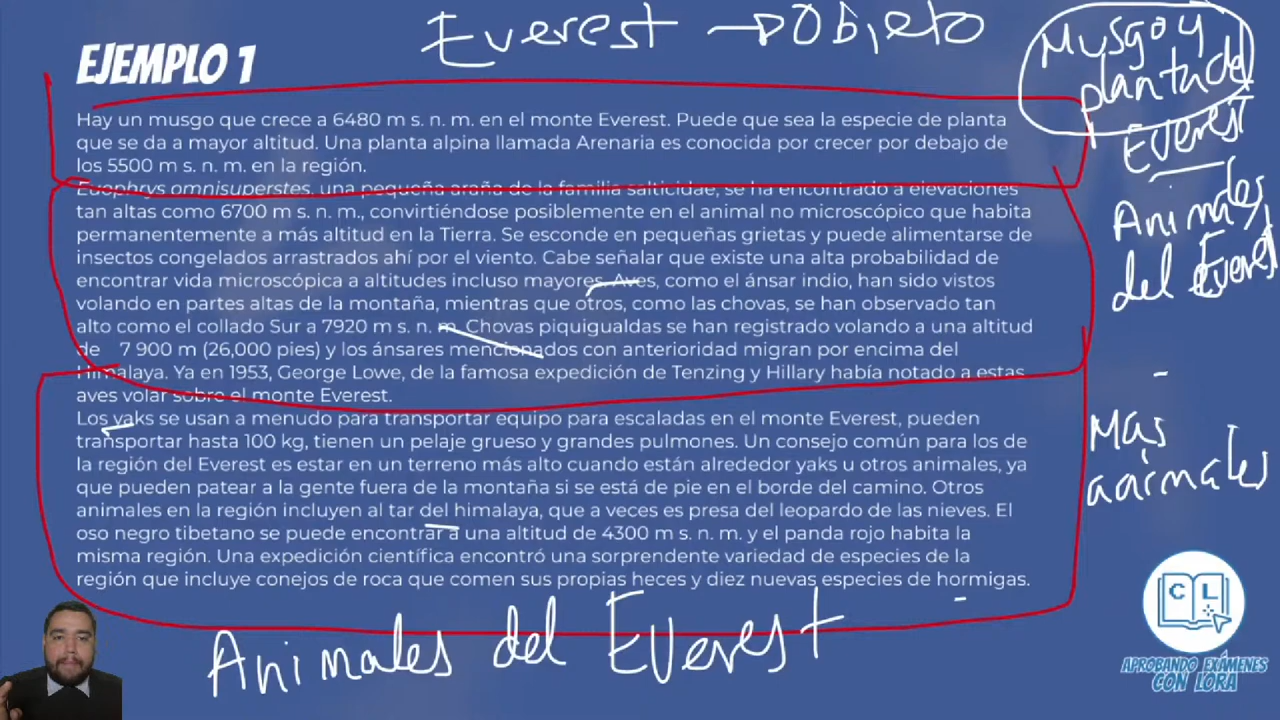 Everest → Objeto
EJEMPLO 1
Musgo y
planta del
Everest
Hay un musgo que crece a 6480 m s. n. m. en el monte Everest. Puede que sea la especie de planta
que se da a mayor altitud. Una planta alpina llamada Arenaria es conocida por crecer por debajo de
los 5500 m s. n. m. en la región.
Euophrys omnisuperstes, una pequeña araña de la familia salticidae, se ha encontrado a elevaciones
tan altas como 6700 m s. n. m., convirtiéndose posiblemente en el animal no microscópico que habita
permanentemente a más altitud en la Tierra. Se esconde en pequeñas grietas y puede alimentarse de
insectos congelados arrastrados ahí por el viento. Cabe señalar que existe una alta probabilidad de
encontrar vida microscópica a altitudes incluso mayores. Aves, como el ánsar indio, han sido vistos
volando en partes altas de la montaña, mientras que otros, como las chovas, se han observado tan
alto como el collado Sur a 7920 m s. n. m. Chovas piquigualdas se han registrado volando a una altitud
de 7 900 m (26,000 pies) y los ánsares mencionados con anterioridad migran por encima del
Himalaya. Ya en 1953, George Lowe, de la famosa expedición de Tenzing y Hillary había notado a estas
aves volar sobre el monte Everest.
Animales
del Everest
Los yaks se usan a menudo para transportar equipo para escaladas en el monte Everest, pueden
transportar hasta 100 kg, tienen un pelaje grueso y grandes pulmones. Un consejo común para los de
la región del Everest es estar en un terreno más alto cuando están alrededor yaks u otros animales, ya
que pueden patear a la gente fuera de la montaña si se está de pie en el borde del camino. Otros
animales en la región incluyen al tar del himalaya, que a veces es presa del leopardo de las nieves. El
oso negro tibetano se puede encontrar a una altitud de 4300 m s. n. m. y el panda rojo habita la
misma región. Una expedición científica encontró una sorprendente variedad de especies de la
región que incluye conejos de roca que comen sus propias heces y diez nuevas especies de hormigas.
Mas
animales
Animales del Everest
C L
APROBANDO EXÁMENES
CON LORA